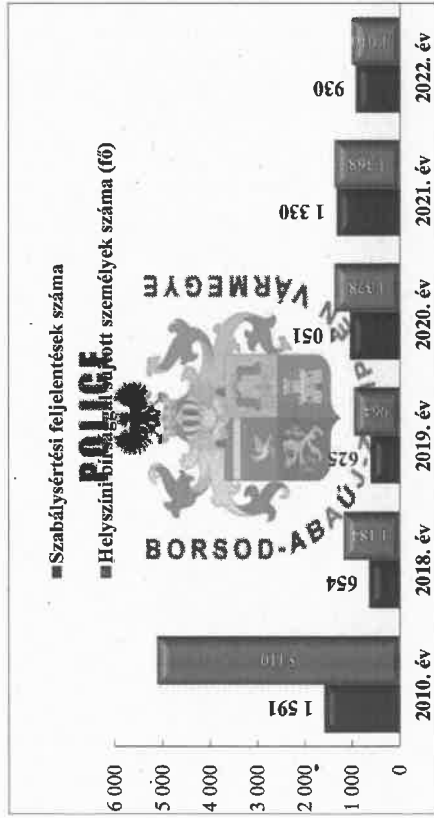 Szabálysértési feljelentések száma
Helyszíni bírsággal sújtott személyek száma (fő)
POLICE
BORSOD-ABAÚJ-
VÁRMEGYE
6 000
5 000
4 000
3 000
2 000
1 000
0
1 591
5 110
654
1 184
625
051
1 330
1 368
930
2010. év
2018. év
2019. év
2020. év
2021. év
2022. év